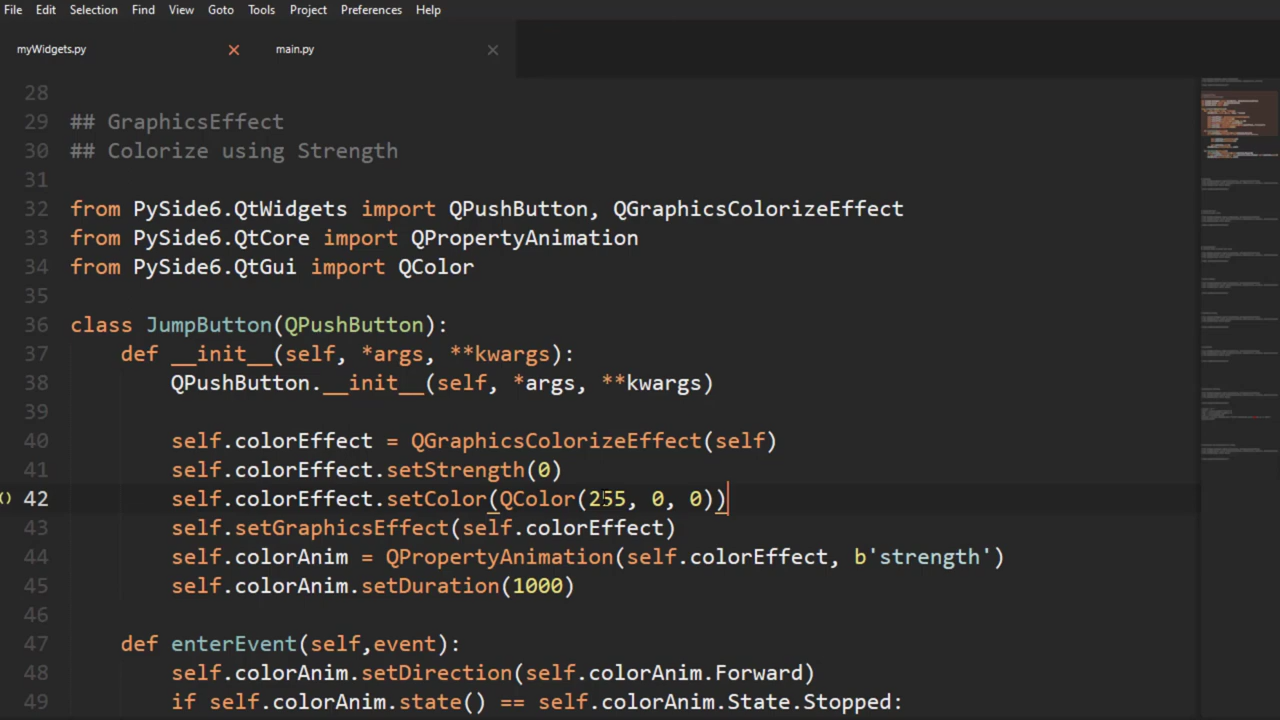 File Edit Selection Find View Goto Tools Project Preferences Help
myWidgets.py main.py
28
29 ## GraphicsEffect
30 ## Colorize using Strength
31
32 from PySide6.QtWidgets import QPushButton, QGraphicsColorizeEffect
33 from PySide6.QtCore import QPropertyAnimation
34 from PySide6.QtGui import QColor
35
36 class JumpButton(QPushButton):
37 def __init__(self, *args, **kwargs):
38 QPushButton.__init__(self, *args, **kwargs)
39
40 self.colorEffect = QGraphicsColorizeEffect(self)
41 self.colorEffect.setStrength(0)
() 42 self.colorEffect.setColor(QColor(255, 0, 0))
43 self.setGraphicsEffect(self.colorEffect)
44 self.colorAnim = QPropertyAnimation(self.colorEffect, b'strength')
45 self.colorAnim.setDuration(1000)
46
47 def enterEvent(self,event):
48 self.colorAnim.setDirection(self.colorAnim.Forward)
49 if self.colorAnim.state() == self.colorAnim.State.Stopped: